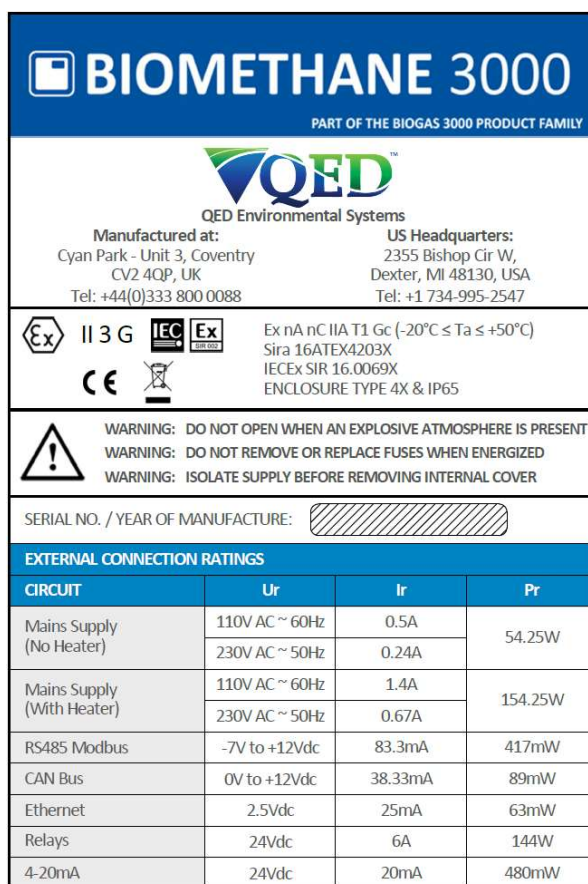 BIOMETHANE 3000
PART OF THE BIOGAS 3000 PRODUCT FAMILY
QED™
QED Environmental Systems
Manufactured at:
Cyan Park - Unit 3, Coventry
CV2 4QP, UK
Tel: +44(0)333 800 0088
US Headquarters:
2355 Bishop Cir W,
Dexter, MI 48130, USA
Tel: +1 734-995-2547
Ex II 3 G IEC Ex
SIR 002
CE
Ex nA nC IIA T1 Gc (-20°C ≤ Ta ≤ +50°C)
Sira 16ATEX4203X
IECEx SIR 16.0069X
ENCLOSURE TYPE 4X & IP65
WARNING: DO NOT OPEN WHEN AN EXPLOSIVE ATMOSPHERE IS PRESENT
WARNING: DO NOT REMOVE OR REPLACE FUSES WHEN ENERGIZED
WARNING: ISOLATE SUPPLY BEFORE REMOVING INTERNAL COVER
SERIAL NO. / YEAR OF MANUFACTURE:
EXTERNAL CONNECTION RATINGS
CIRCUIT Ur Ir Pr
Mains Supply (No Heater) 110V AC ~ 60Hz 0.5A 54.25W
230V AC ~ 50Hz 0.24A
Mains Supply (With Heater) 110V AC ~ 60Hz 1.4A 154.25W
230V AC ~ 50Hz 0.67A
RS485 Modbus -7V to +12Vdc 83.3mA 417mW
CAN Bus 0V to +12Vdc 38.33mA 89mW
Ethernet 2.5Vdc 25mA 63mW
Relays 24Vdc 6A 144W
4-20mA 24Vdc 20mA 480mW